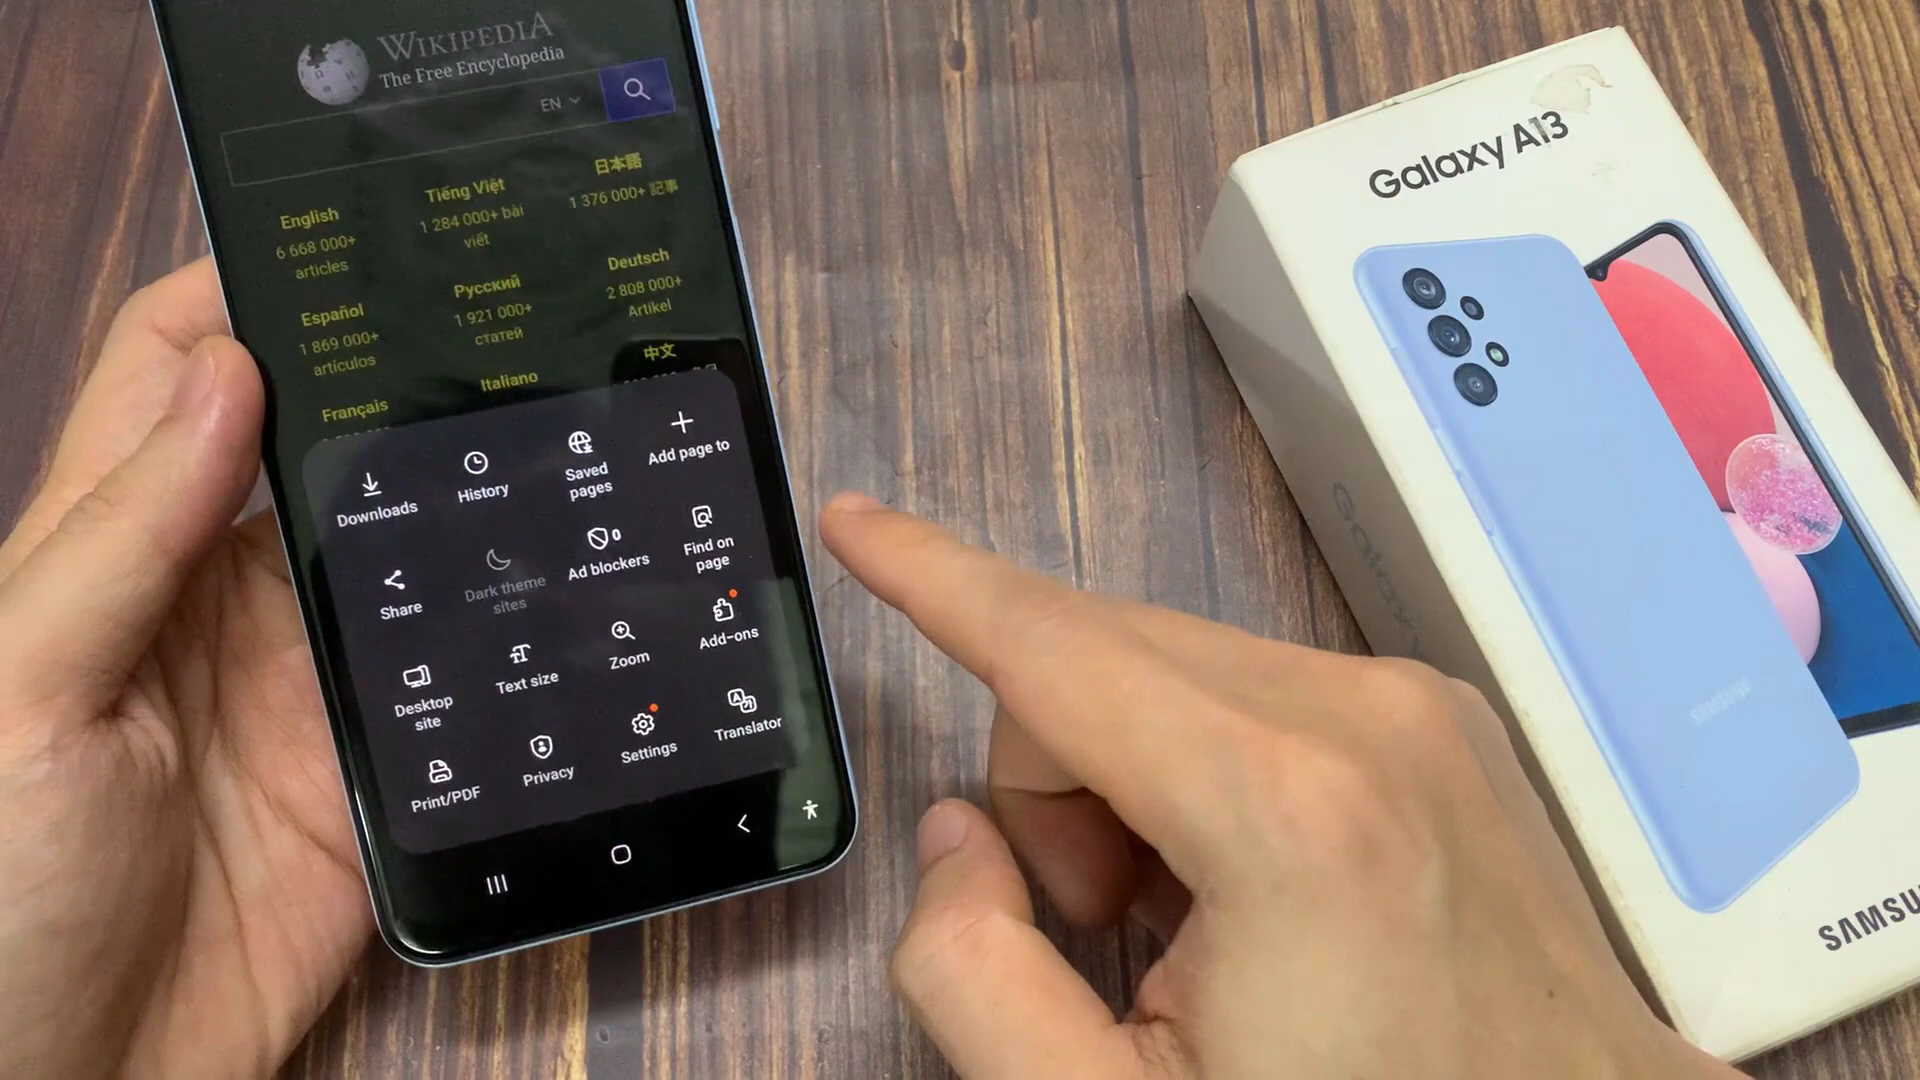 WIKIPEDIA
The Free Encyclopedia
EN
English
6 668 000+
articles
Tiếng Việt
1 284 000+ bài
viết
日本語
1 376 000+ 記事
Español
1 869 000+
artículos
Русский
1 921 000+
статей
Deutsch
2 808 000+
Artikel
Français
Italiano
中文
Downloads
History
Saved
pages
Add page to
Share
Dark theme
sites
0
Ad blockers
Find on
page
Desktop
site
Text size
Zoom
Add-ons
Print/PDF
Privacy
Settings
Translator
Galaxy A13
Galaxy
SAMSUNG
SAMSU